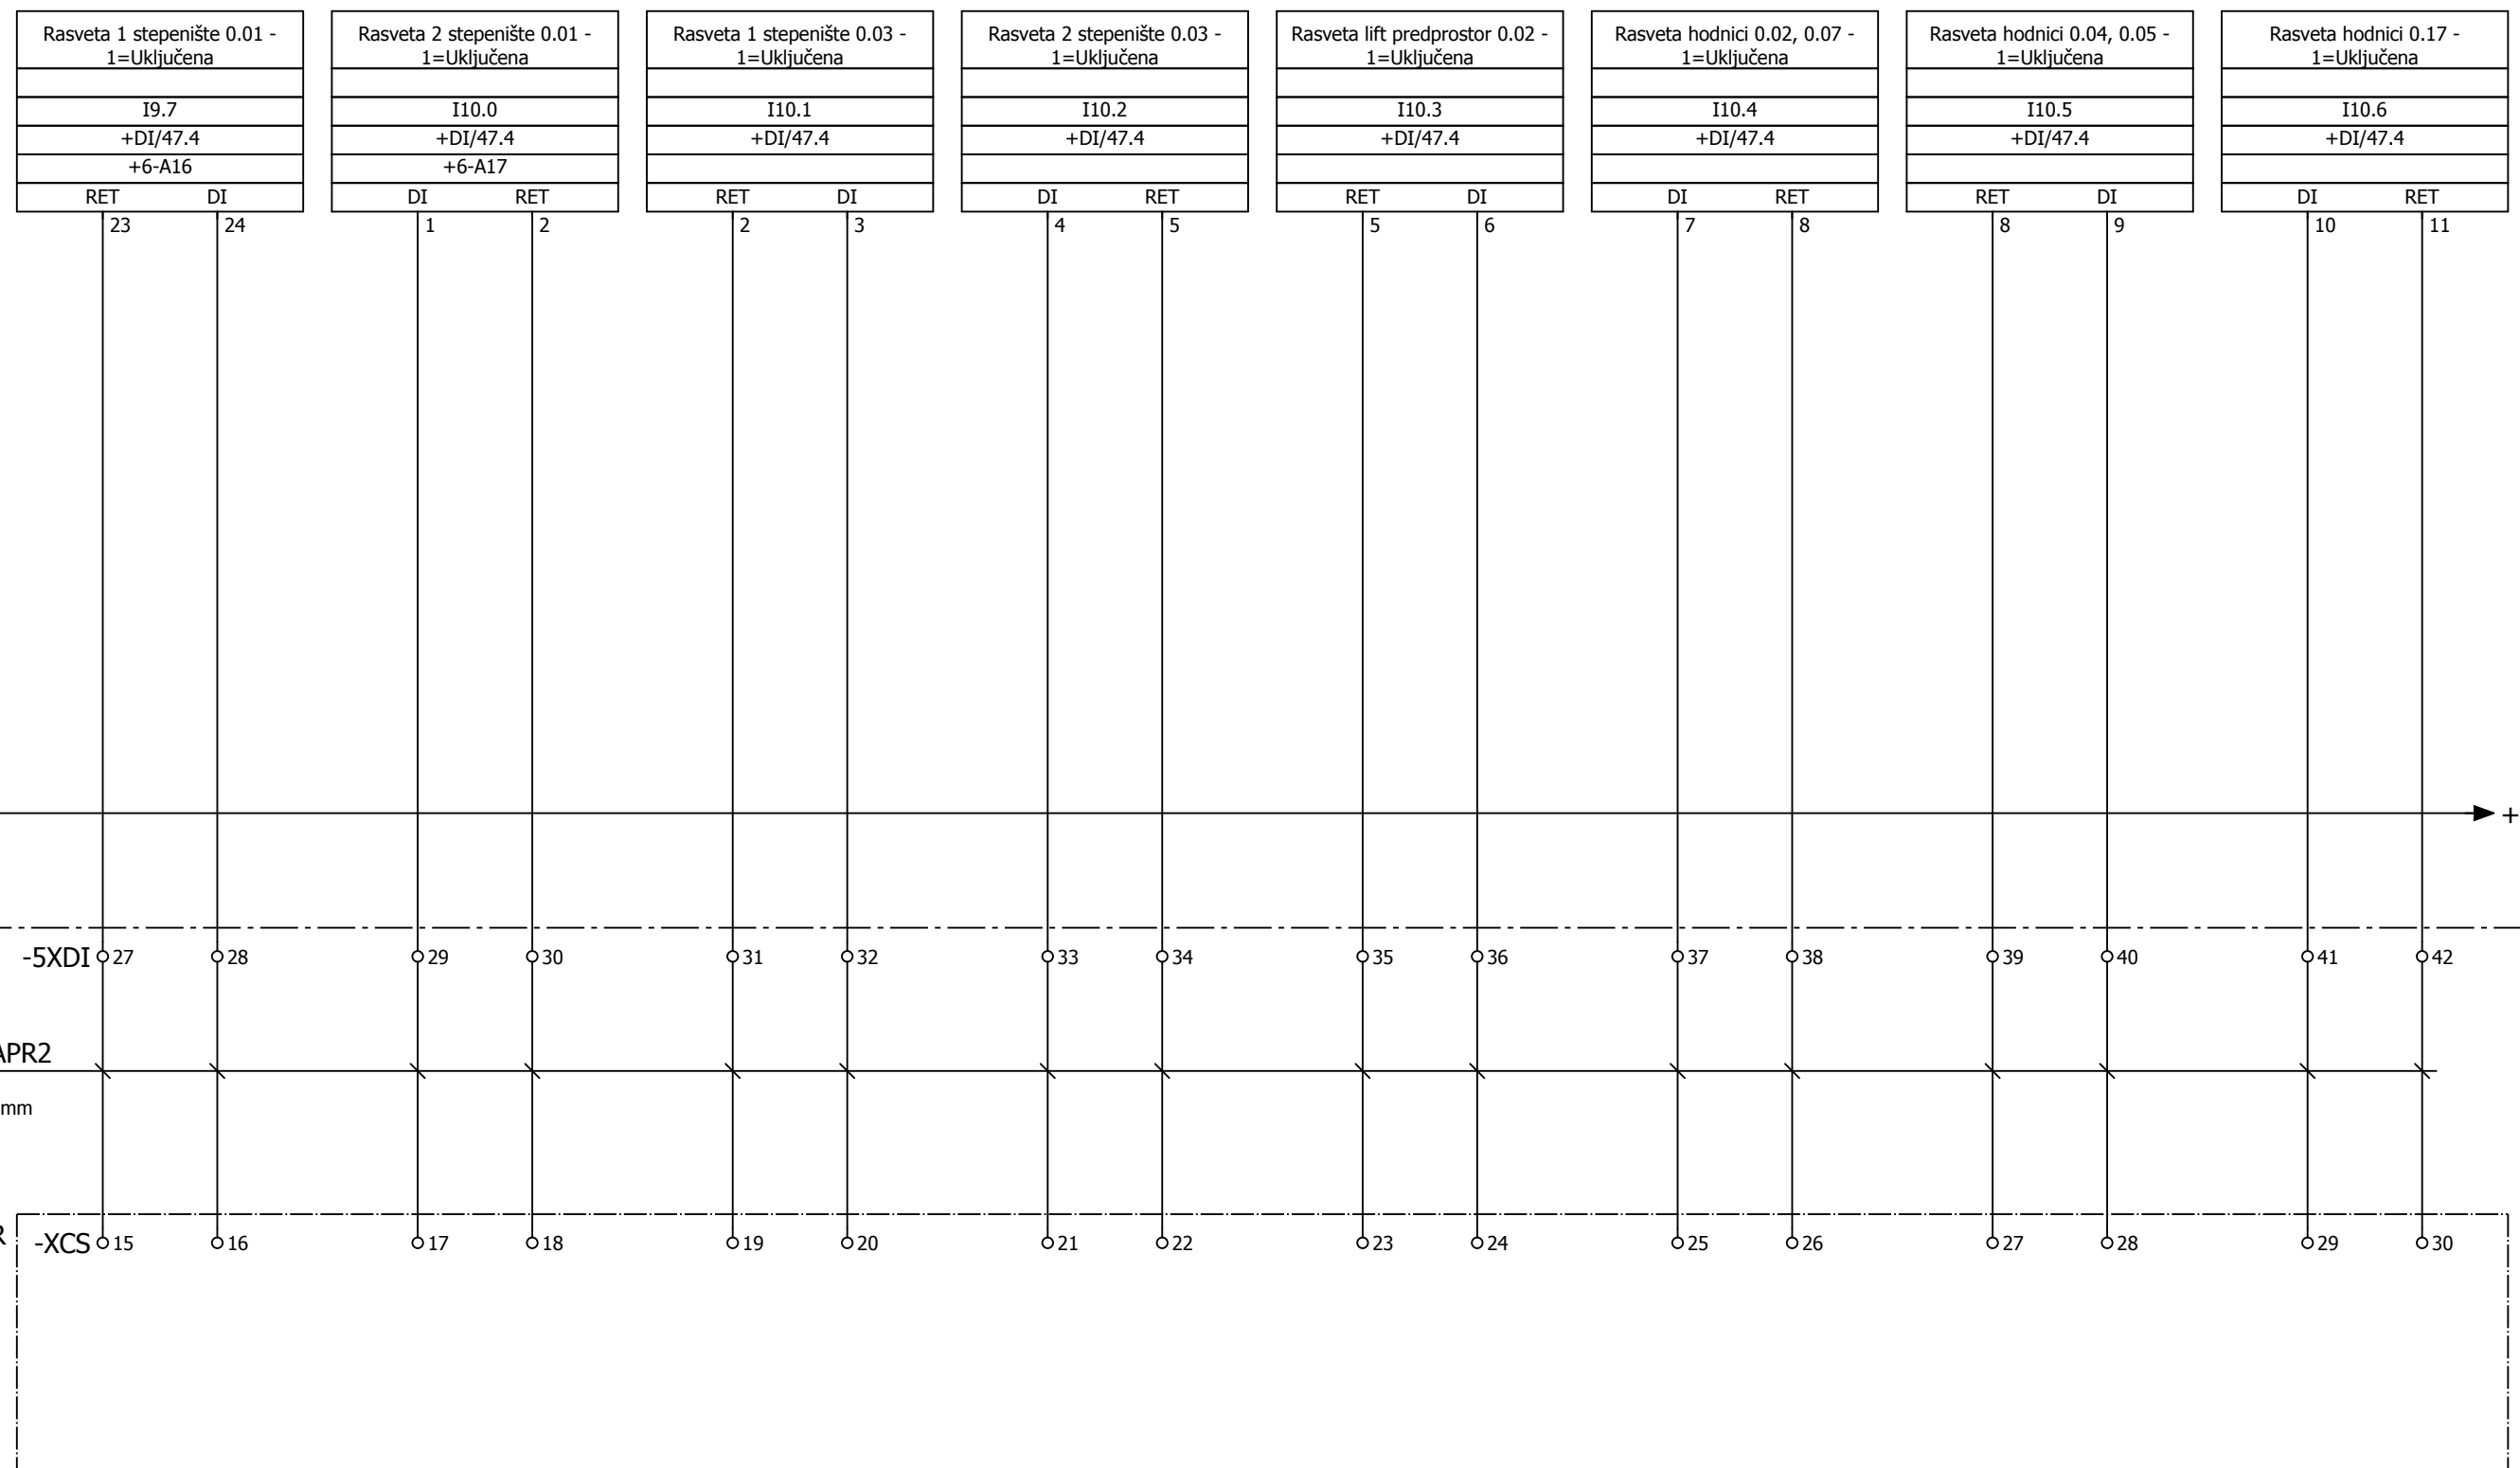 Rasveta 1 stepenište 0.01 -
1=Uključena
I9.7
+DI/47.4
+6-A16
RET DI
23 24
Rasveta 2 stepenište 0.01 -
1=Uključena
I10.0
+DI/47.4
+6-A17
DI RET
1 2
Rasveta 1 stepenište 0.03 -
1=Uključena
I10.1
+DI/47.4
RET DI
2 3
Rasveta 2 stepenište 0.03 -
1=Uključena
I10.2
+DI/47.4
DI RET
4 5
Rasveta lift predprostor 0.02 -
1=Uključena
I10.3
+DI/47.4
RET DI
5 6
Rasveta hodnici 0.02, 0.07 -
1=Uključena
I10.4
+DI/47.4
DI RET
7 8
Rasveta hodnici 0.04, 0.05 -
1=Uključena
I10.5
+DI/47.4
RET DI
8 9
Rasveta hodnici 0.17 -
1=Uključena
I10.6
+DI/47.4
DI RET
10 11
+
-5XDI 27 28 29 30 31 32 33 34 35 36 37 38 39 40 41 42
APR2
mm
R -XCS 15 16 17 18 19 20 21 22 23 24 25 26 27 28 29 30